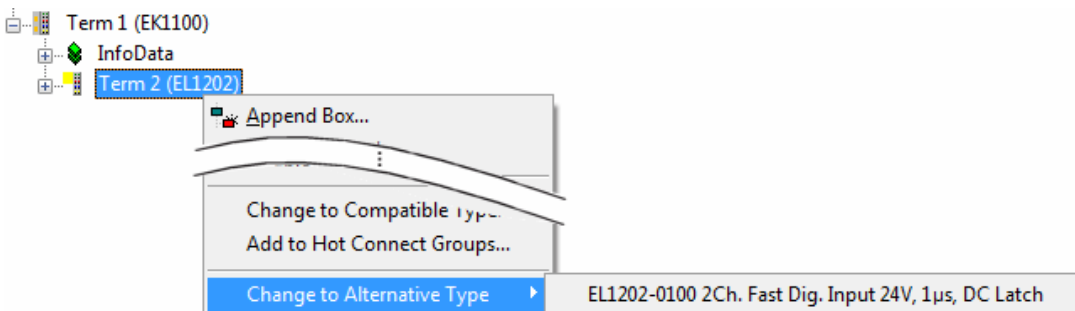 Term 1 (EK1100)
InfoData
Term 2 (EL1202)
Append Box...
Change to Compatible
Add to Hot Connect Groups...
Change to Alternative Type
EL1202-0100 2Ch. Fast Dig. Input 24V, 1µs, DC Latch